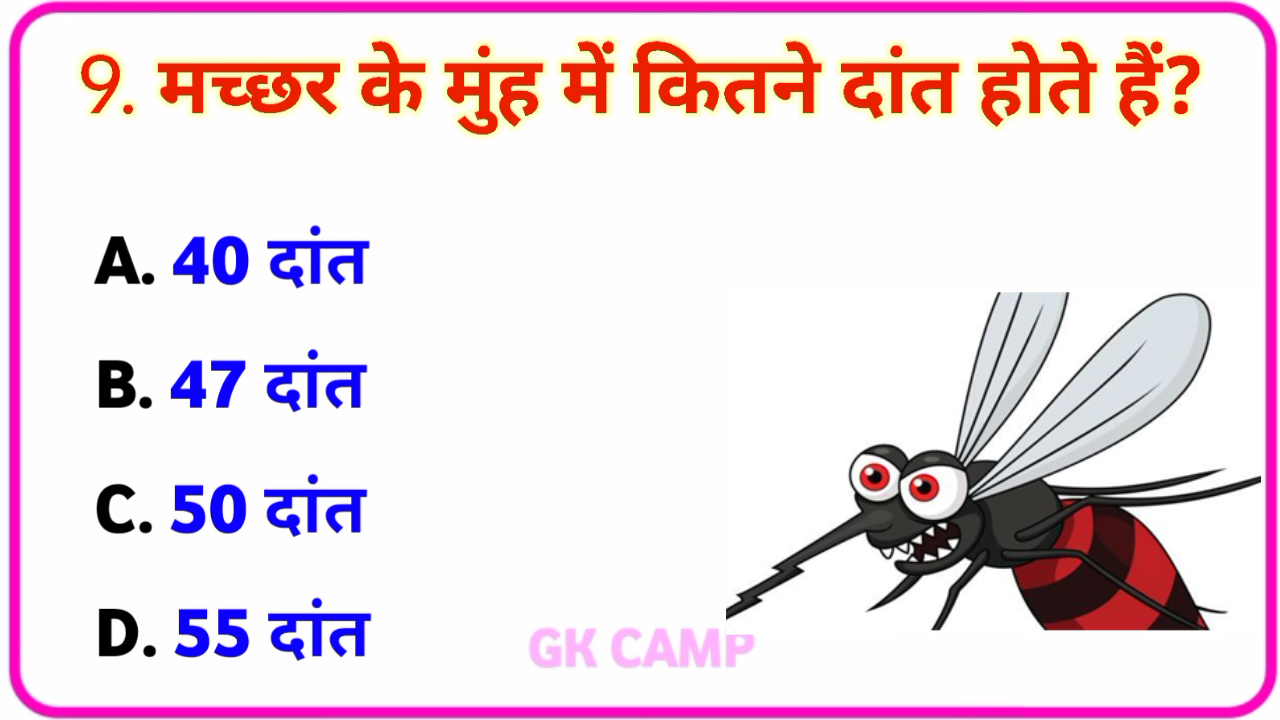 9. मच्छर के मुंह में कितने दांत होते हैं?
A. 40 दांत
B. 47 दांत
C. 50 दांत
D. 55 दांत
GK CAMP